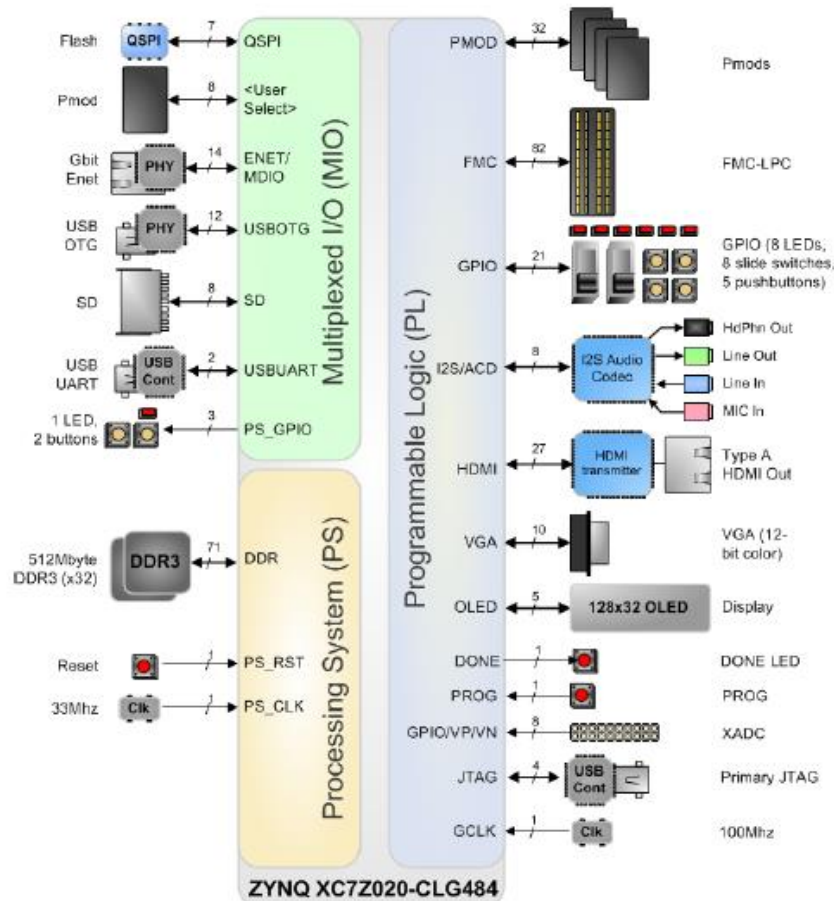 Flash
QSPI
7
QSPI
Pmod
8
<User
Select>
Gbit
Enet
PHY
14
ENET/
MDIO
USB
OTG
PHY
12
USBOTG
SD
8
SD
USB
UART
USB
Cont
2
USBUART
1 LED,
2 buttons
3
PS_GPIO
Multiplexed I/O (MIO)
512Mbyte
DDR3 (x32)
DDR3
71
DDR
Reset
1
PS_RST
33Mhz
Clk
1
PS_CLK
Processing System (PS)
Programmable Logic (PL)
PMOD
32
Pmods
FMC
82
FMC-LPC
GPIO
21
GPIO (8 LEDs,
8 slide switches,
5 pushbuttons)
I2S/ACD
8
I2S Audio
Codec
HdPhn Out
Line Out
Line In
MIC In
HDMI
27
HDMI
transmitter
Type A
HDMI Out
VGA
10
VGA (12-
bit color)
OLED
5
128x32 OLED
Display
DONE
1
DONE LED
PROG
1
PROG
GPIO/VP/VN
8
XADC
JTAG
4
USB
Cont
Primary JTAG
GCLK
1
Clk
100Mhz
ZYNQ XC7Z020-CLG484